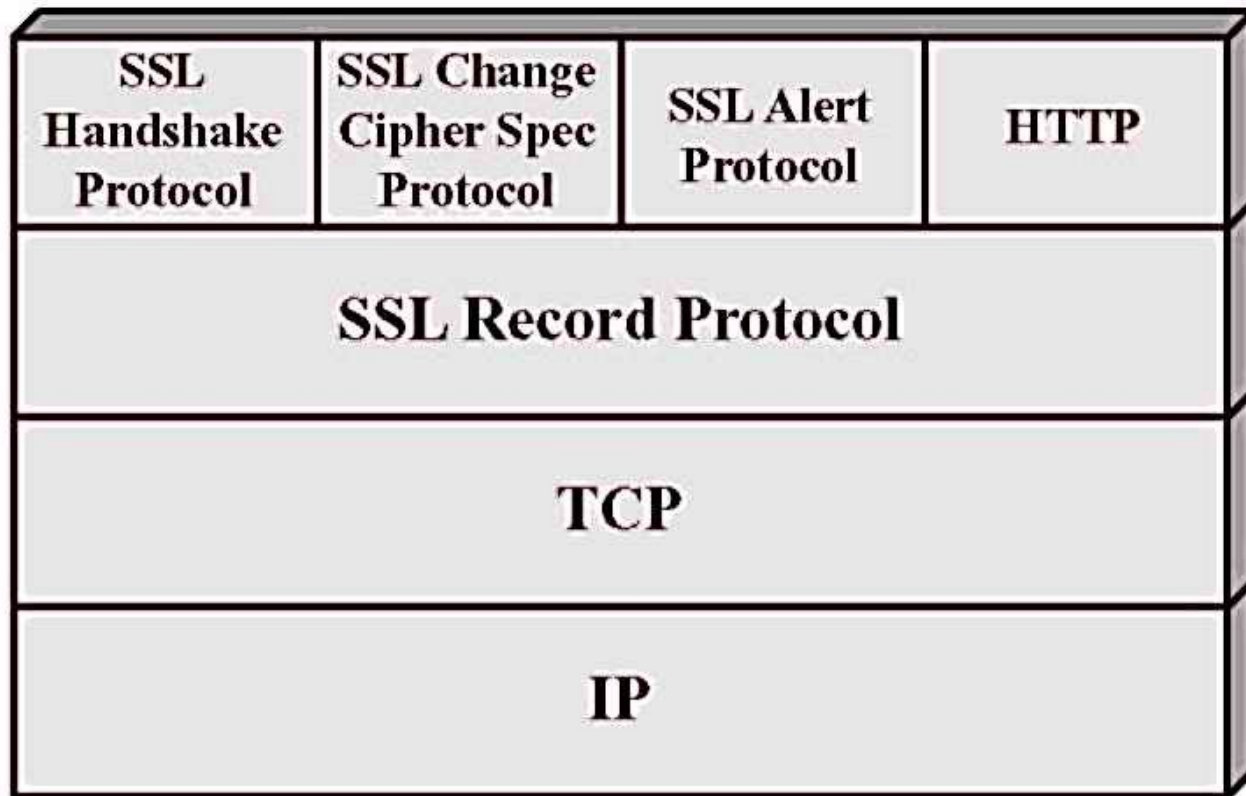 SSL
Handshake
Protocol
SSL Change
Cipher Spec
Protocol
SSL Alert
Protocol
HTTP
SSL Record Protocol
TCP
IP